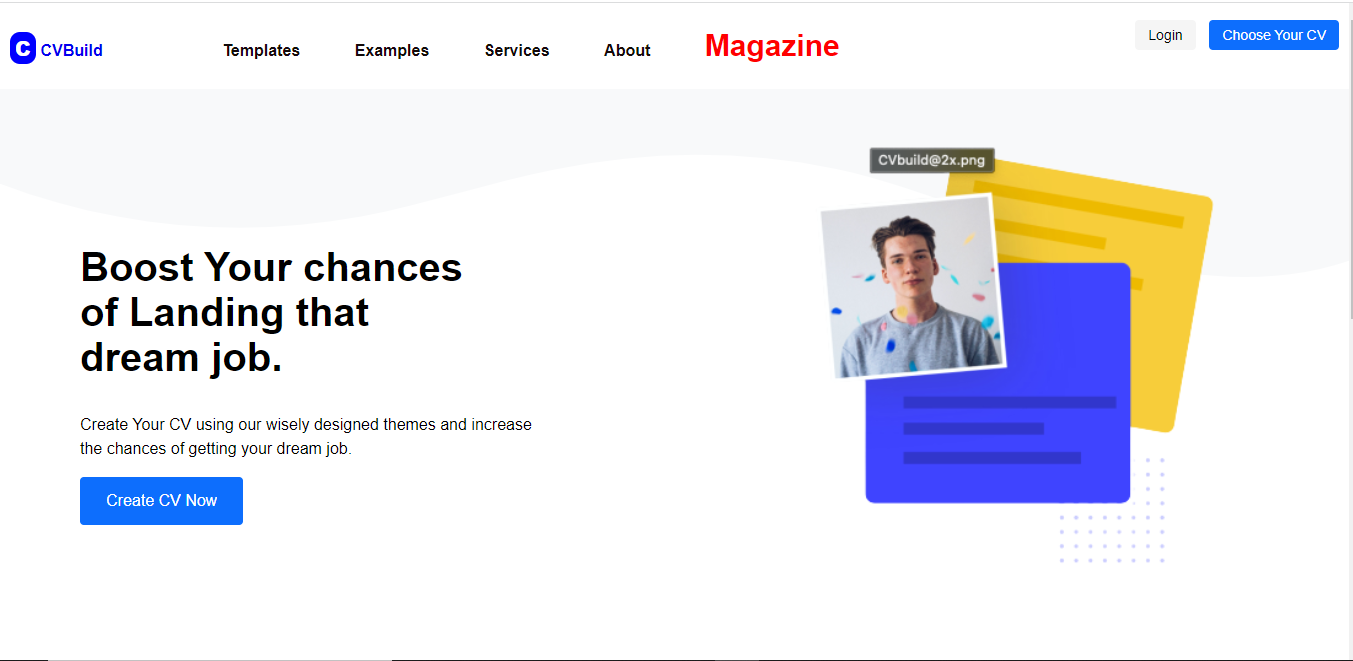 C CVBuild
Templates
Examples
Services
About
Magazine
Login
Choose Your CV
CVbuild@2x.png
Boost Your chances
of Landing that
dream job.
Create Your CV using our wisely designed themes and increase
the chances of getting your dream job.
Create CV Now